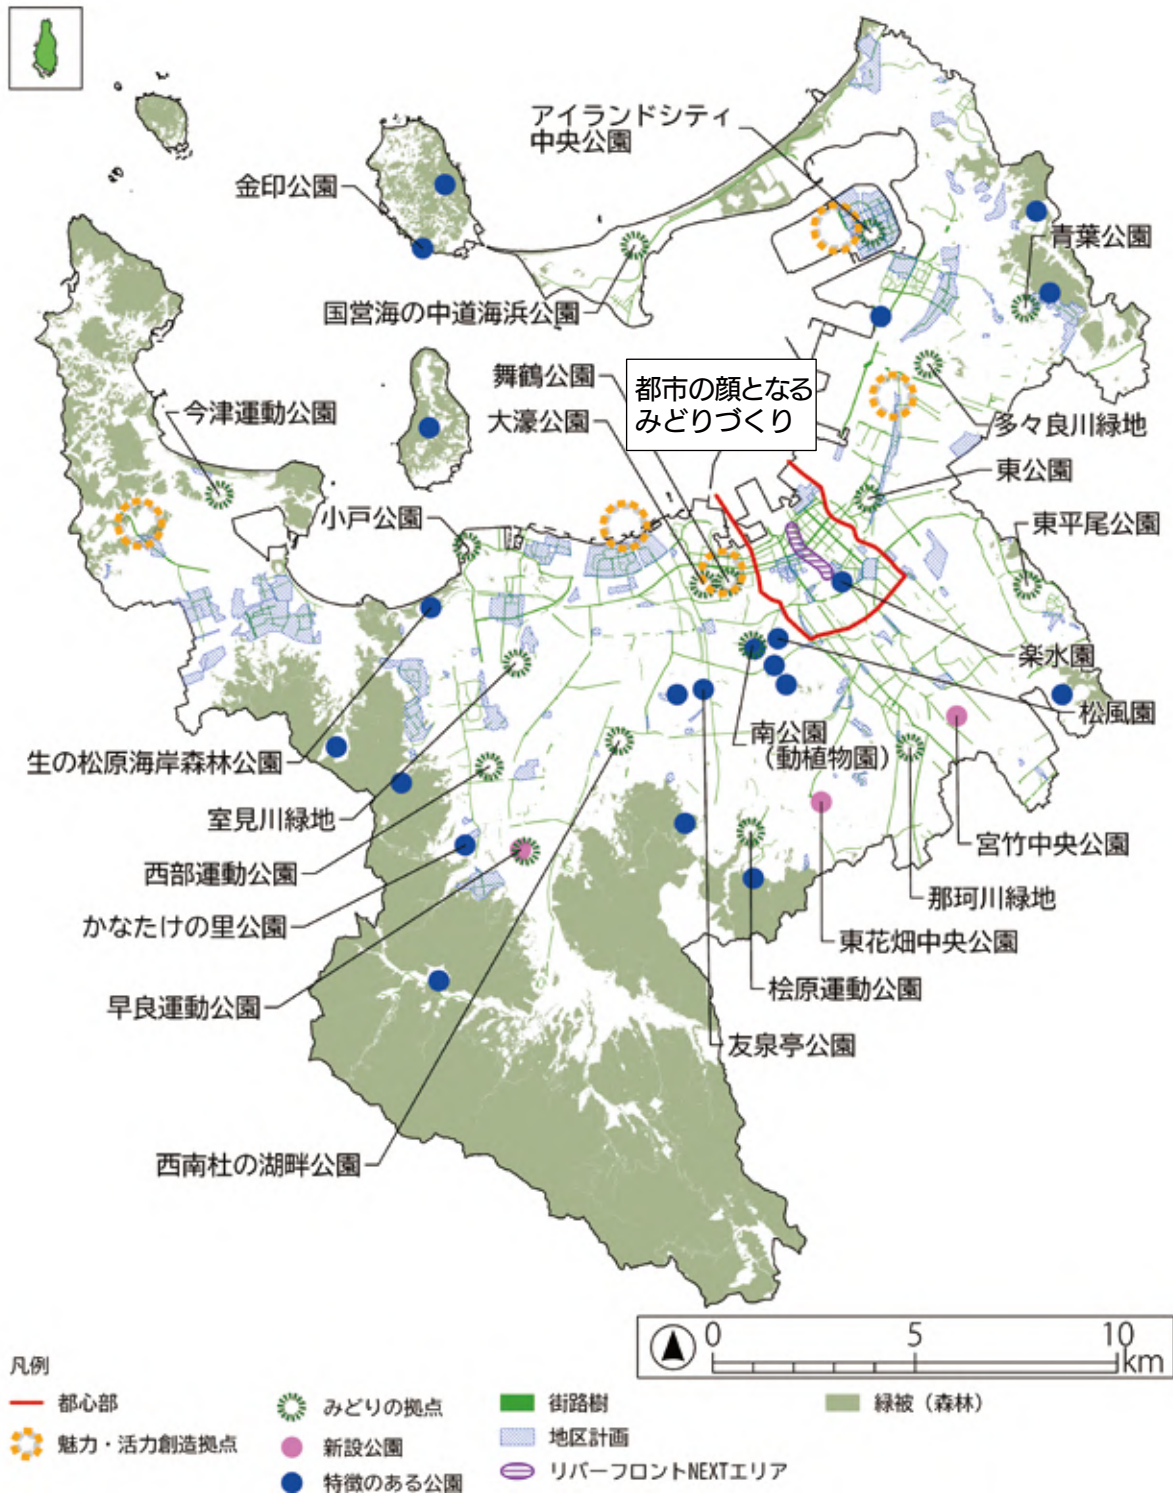 アイランドシティ
中央公園
金印公園
青葉公園
国営海の中道海浜公園
舞鶴公園
都市の顔となる
みどりづくり
大濠公園
今津運動公園
多々良川緑地
東公園
小戸公園
東平尾公園
楽水園
松風園
南公園
（動植物園）
生の松原海岸森林公園
室見川緑地
宮竹中央公園
西部運動公園
那珂川緑地
かなたけの里公園
東花畑中央公園
桧原運動公園
早良運動公園
友泉亭公園
西南杜の湖畔公園
0 5 10
km
凡例
都心部
魅力・活力創造拠点
みどりの拠点
新設公園
特徴のある公園
街路樹
地区計画
リバーフロントNEXTエリア
緑被（森林）